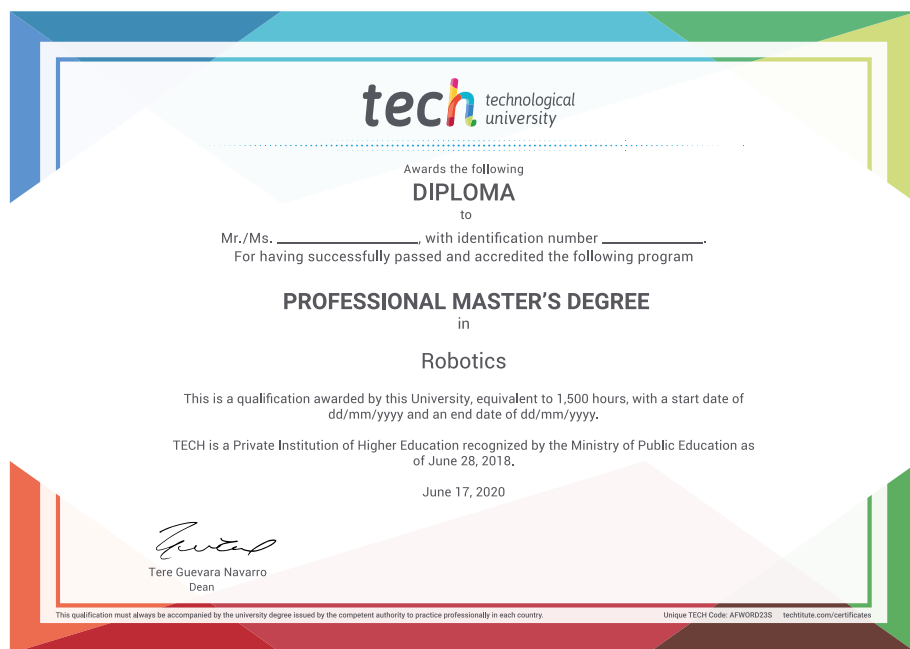 tech technological
university
Awards the following
DIPLOMA
to
Mr./Ms. ____________________, with identification number ______________.
For having successfully passed and accredited the following program
PROFESSIONAL MASTER'S DEGREE
in
Robotics
This is a qualification awarded by this University, equivalent to 1,500 hours, with a start date of
dd/mm/yyyy and an end date of dd/mm/yyyy.
TECH is a Private Institution of Higher Education recognized by the Ministry of Public Education as
of June 28, 2018.
June 17, 2020
Tere Guevara Navarro
Dean
This qualification must always be accompanied by the university degree issued by the competent authority to practice professionally in each country.
Unique TECH Code: AFWORD23S techtitute.com/certificates